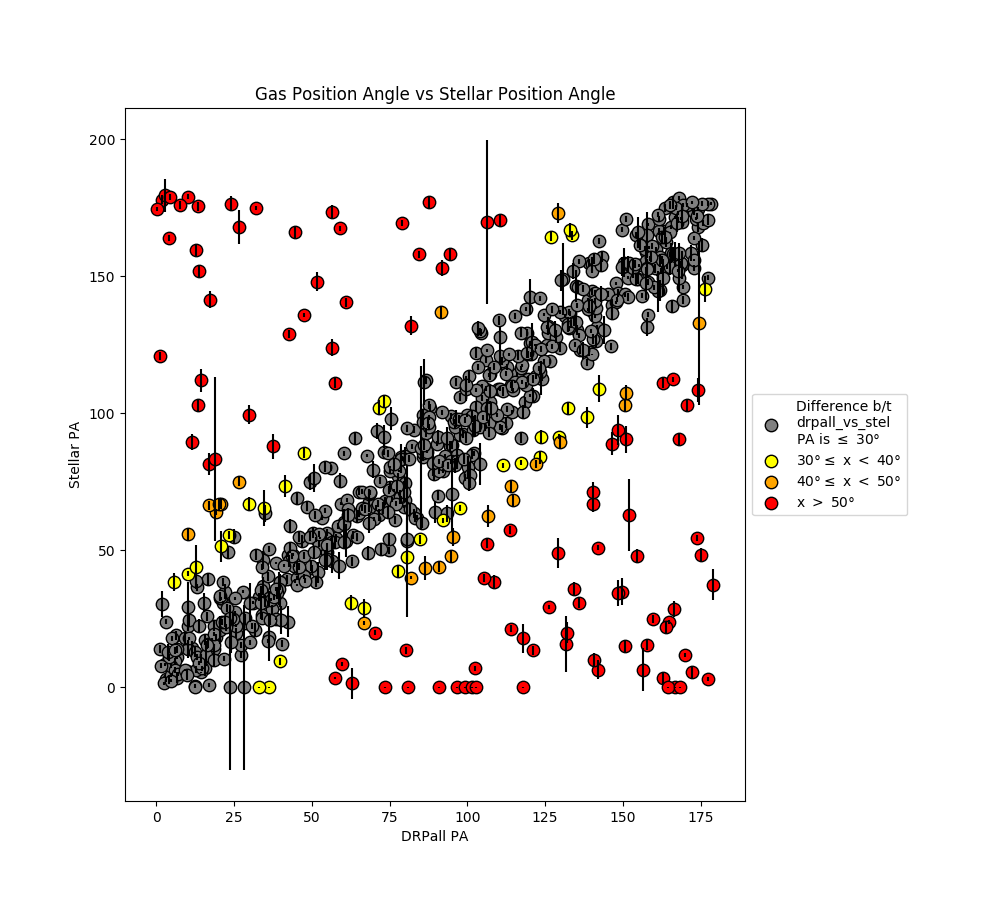 Gas Position Angle vs Stellar Position Angle
Stellar PA
200
150
100
50
0
0 25 50 75 100 125 150 175
DRPall PA
Difference b/t
drpall_vs_stel
PA is ≤ 30°
30°≤ x < 40°
40°≤ x < 50°
x > 50°